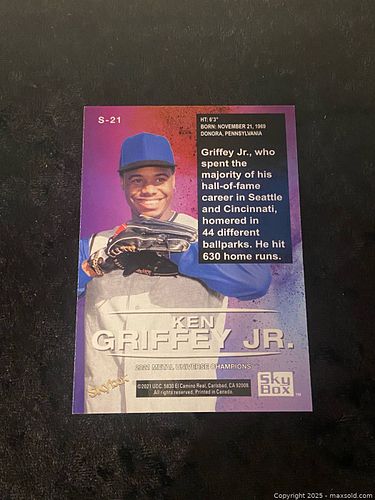 S-21
HT: 6'3"
BORN: NOVEMBER 21, 1969
DONORA, PENNSYLVANIA
Griffey Jr., who
spent the
majority of his
hall-of-fame
career in Seattle
and Cincinnati,
homered in
44 different
ballparks. He hit
630 home runs.
KEN
GRIFFEY JR.
2021 METAL UNIVERSE CHAMPIONS
Skybox
©2021 UDC. 5830 El Camino Real, Carlsbad, CA 92008.
All rights reserved. Printed in Canada.
Sky
Box™
Copyright 2025 - maxsold.com